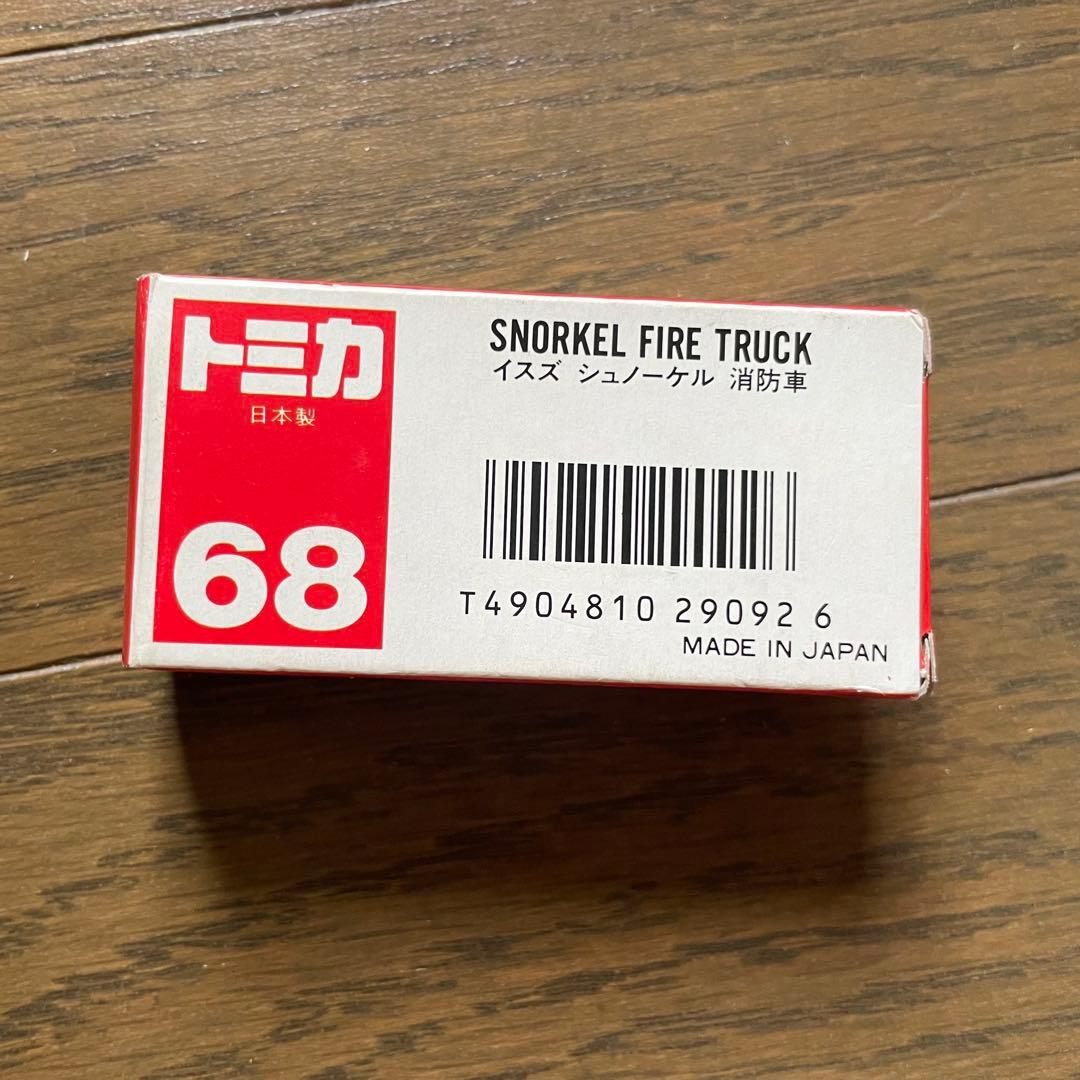 トミカ
日本製
68
SNORKEL FIRE TRUCK
イスズ シュノーケル 消防車
T4904810 29092 6
MADE IN JAPAN